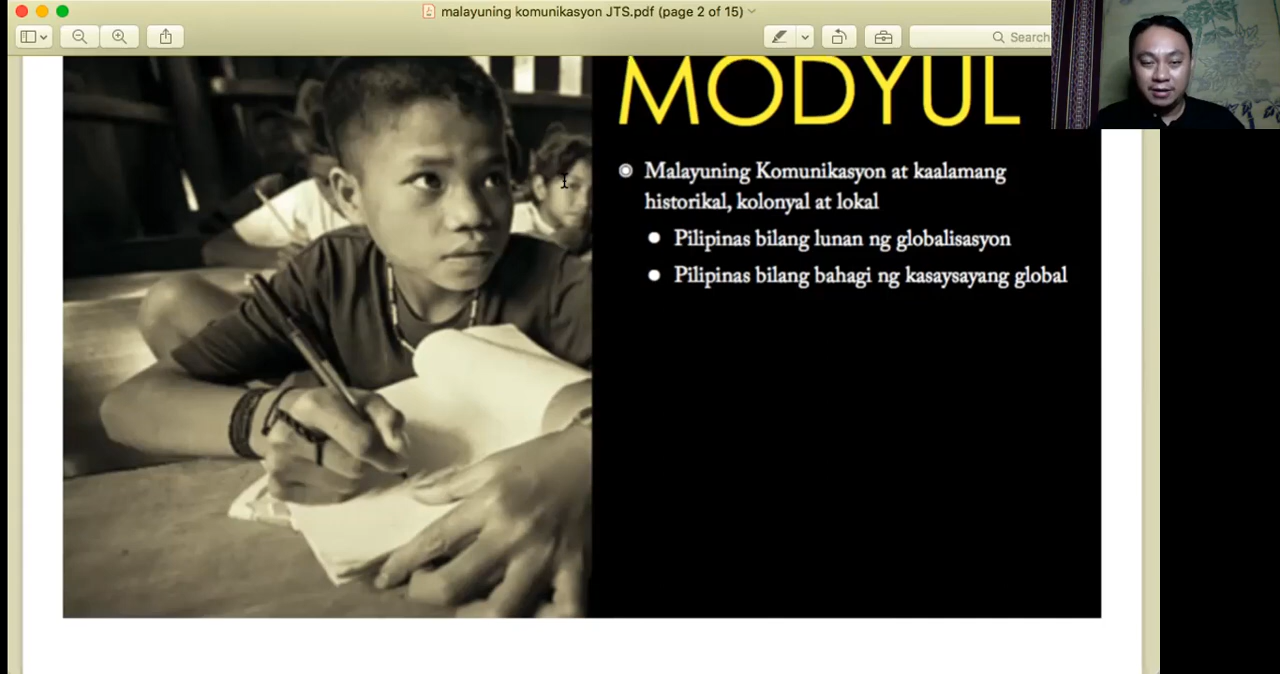 malayuning komunikasyon JTS.pdf (page 2 of 15)
Search
MODYUL
Malayuning Komunikasyon at kaalamang
historikal, kolonyal at lokal
Pilipinas bilang lunan ng globalisasyon
Pilipinas bilang bahagi ng kasaysayang global